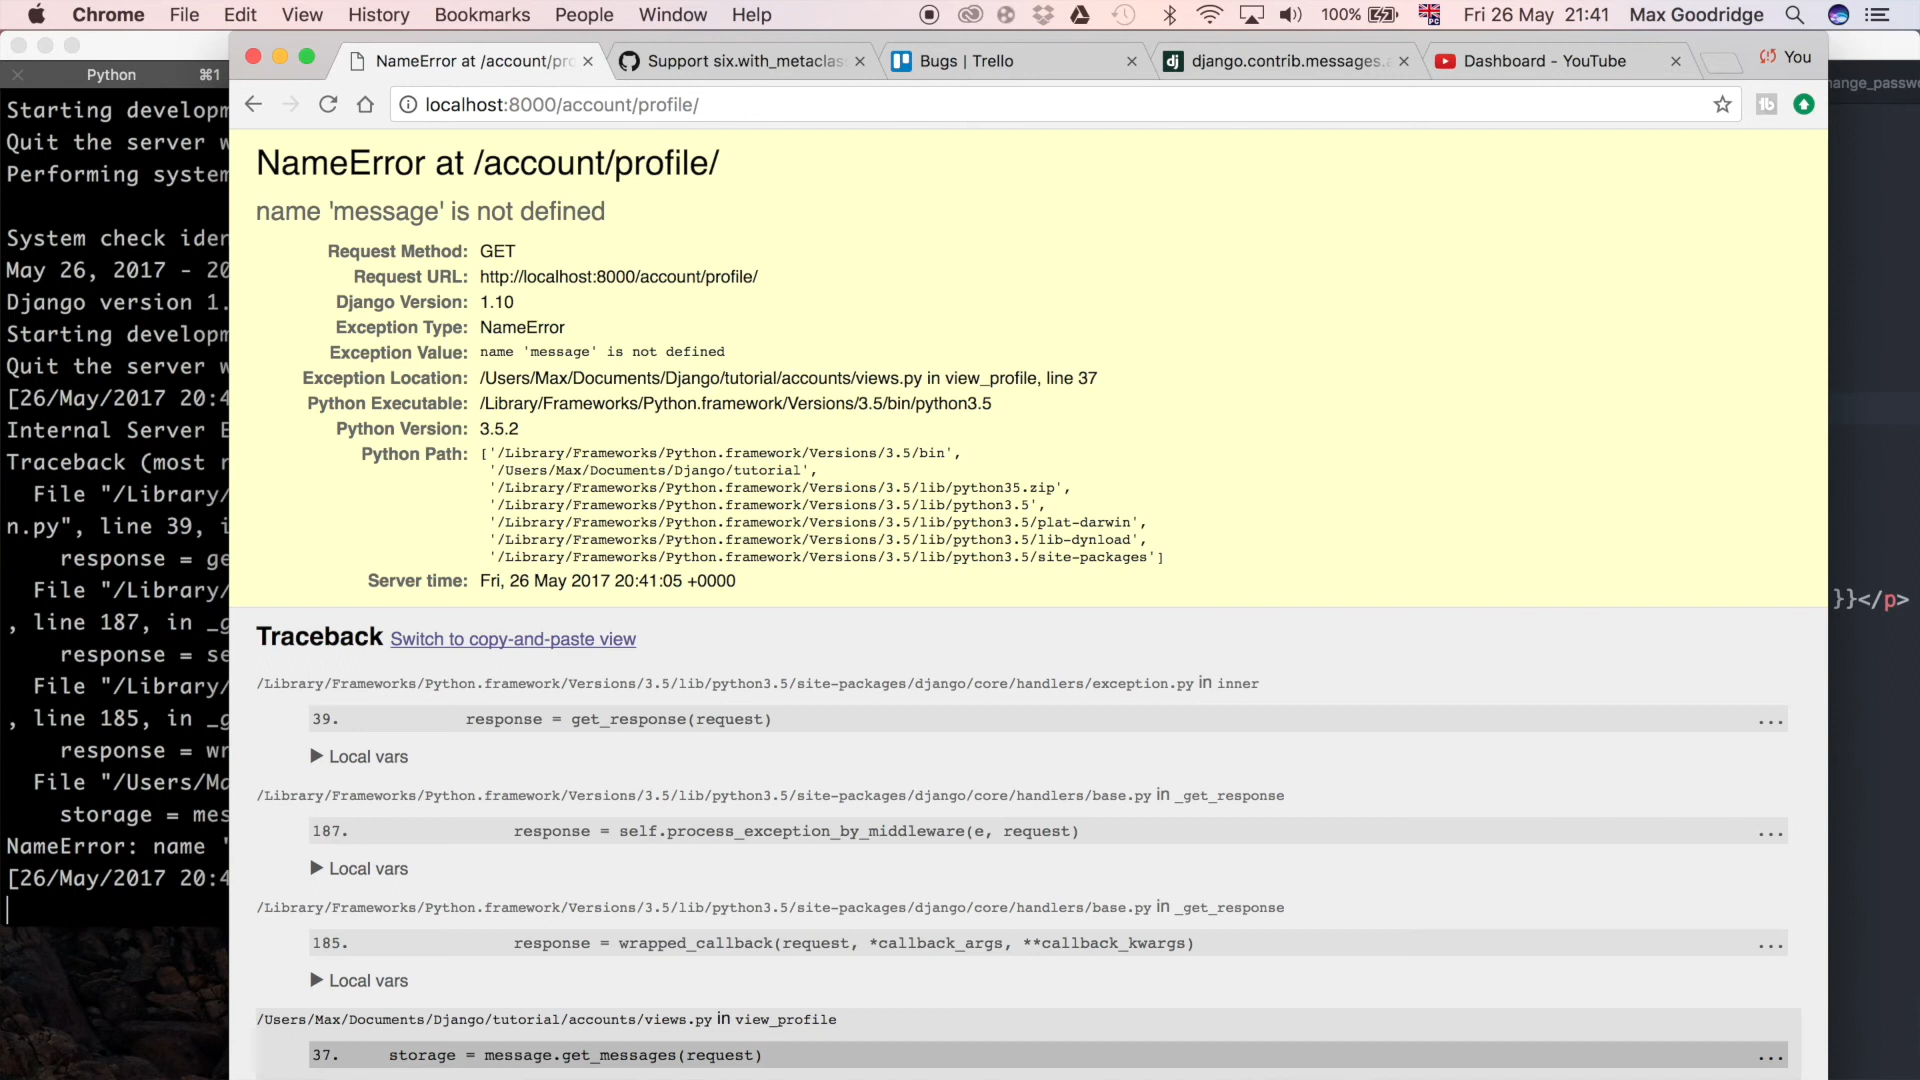 Chrome File Edit View History Bookmarks People Window Help 100% Fri 26 May 21:41 Max Goodridge
Python ⌘1
NameError at /account/pro
Support six.with_metaclas
Bugs | Trello
django.contrib.messages.
Dashboard - YouTube
You
localhost:8000/account/profile/
Starting developm
Quit the server w
Performing system
System check iden
May 26, 2017 - 20
Django version 1.
Starting developm
Quit the server w
[26/May/2017 20:4
Internal Server E
Traceback (most r
File "/Library/
n.py", line 39, i
response = ge
File "/Library/
, line 187, in _g
response = se
File "/Library/
, line 185, in _g
response = wr
File "/Users/Ma
storage = mes
NameError: name '
[26/May/2017 20:4
NameError at /account/profile/
name 'message' is not defined
Request Method: GET
Request URL: http://localhost:8000/account/profile/
Django Version: 1.10
Exception Type: NameError
Exception Value: name 'message' is not defined
Exception Location: /Users/Max/Documents/Django/tutorial/accounts/views.py in view_profile, line 37
Python Executable: /Library/Frameworks/Python.framework/Versions/3.5/bin/python3.5
Python Version: 3.5.2
Python Path: ['/Library/Frameworks/Python.framework/Versions/3.5/bin',
'/Users/Max/Documents/Django/tutorial',
'/Library/Frameworks/Python.framework/Versions/3.5/lib/python35.zip',
'/Library/Frameworks/Python.framework/Versions/3.5/lib/python3.5',
'/Library/Frameworks/Python.framework/Versions/3.5/lib/python3.5/plat-darwin',
'/Library/Frameworks/Python.framework/Versions/3.5/lib/python3.5/lib-dynload',
'/Library/Frameworks/Python.framework/Versions/3.5/lib/python3.5/site-packages']
Server time: Fri, 26 May 2017 20:41:05 +0000
Traceback Switch to copy-and-paste view
/Library/Frameworks/Python.framework/Versions/3.5/lib/python3.5/site-packages/django/core/handlers/exception.py in inner
39. response = get_response(request) ...
▶ Local vars
/Library/Frameworks/Python.framework/Versions/3.5/lib/python3.5/site-packages/django/core/handlers/base.py in _get_response
187. response = self.process_exception_by_middleware(e, request) ...
▶ Local vars
/Library/Frameworks/Python.framework/Versions/3.5/lib/python3.5/site-packages/django/core/handlers/base.py in _get_response
185. response = wrapped_callback(request, *callback_args, **callback_kwargs) ...
▶ Local vars
/Users/Max/Documents/Django/tutorial/accounts/views.py in view_profile
37. storage = message.get_messages(request) ...
hange_passw
}}</p>